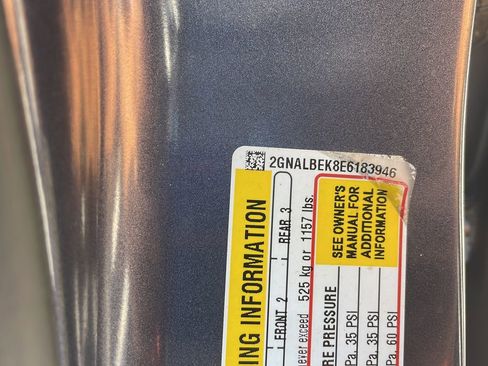 2GNALBEK8E6183946
ING INFORMATION
FRONT 2
REAR 3
ever exceed 525 kg or 1157 lbs.
RE PRESSURE
SEE OWNER'S
MANUAL FOR
ADDITIONAL
INFORMATION
Pa, 35 PSI
Pa, 35 PSI
Pa, 60 PSI